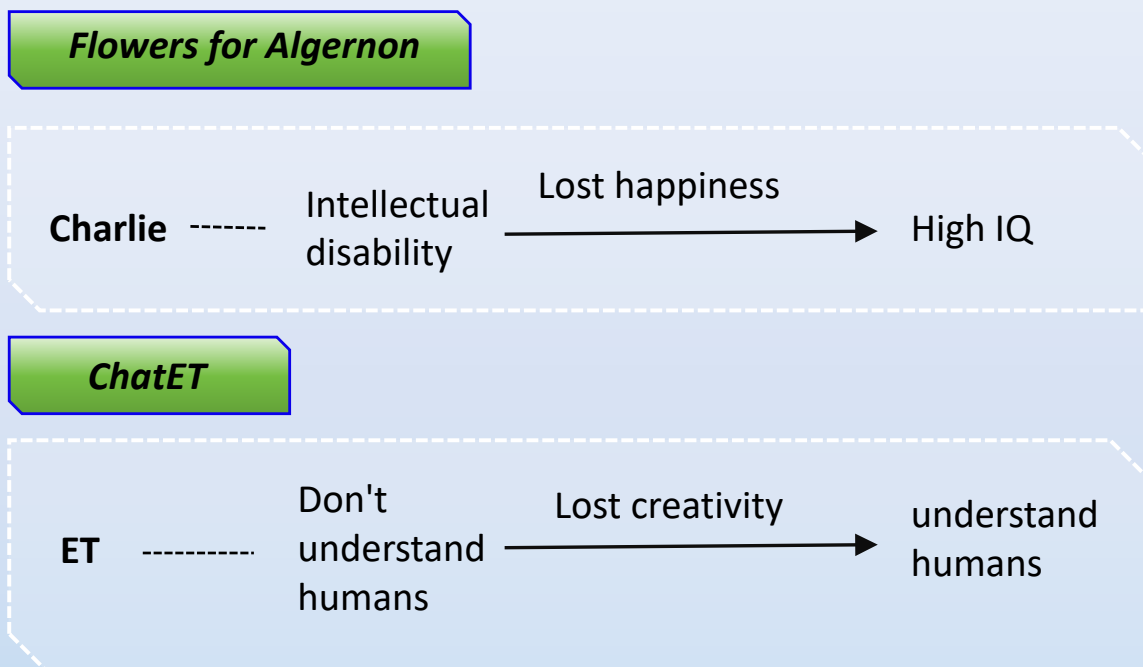 Flowers for Algernon
Lost happiness
Charlie
Intellectual
disability
High IQ
ChatET
Lost creativity
ET
Don't
understand
humans
understand
humans